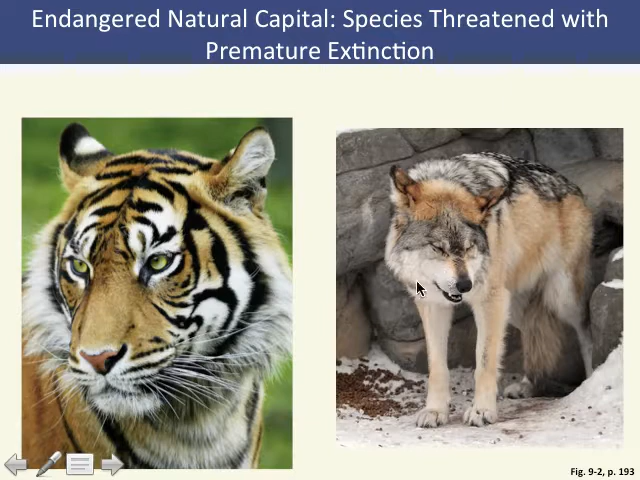 Endangered Natural Capital: Species Threatened with
Premature Extinction
Fig. 9-2, p. 193